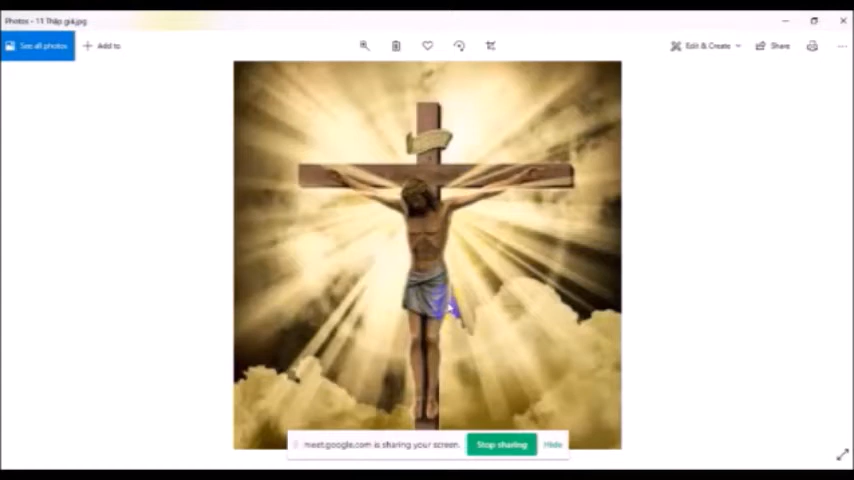 Photos - 11 Thập giá.jpg
See all photos
Add to
Edit & Create
Share
meet.google.com is sharing your screen.
Stop sharing
Hide